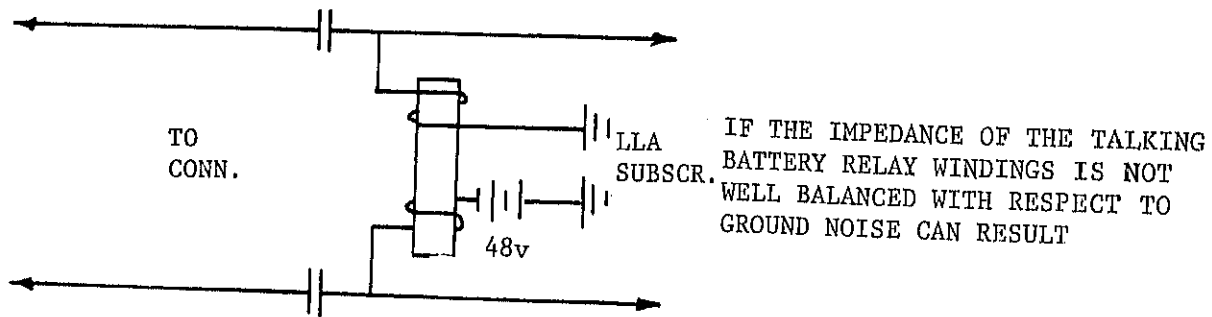 TO
CONN.
LLA
SUBSCR.
48v
IF THE IMPEDANCE OF THE TALKING
BATTERY RELAY WINDINGS IS NOT
WELL BALANCED WITH RESPECT TO
GROUND NOISE CAN RESULT